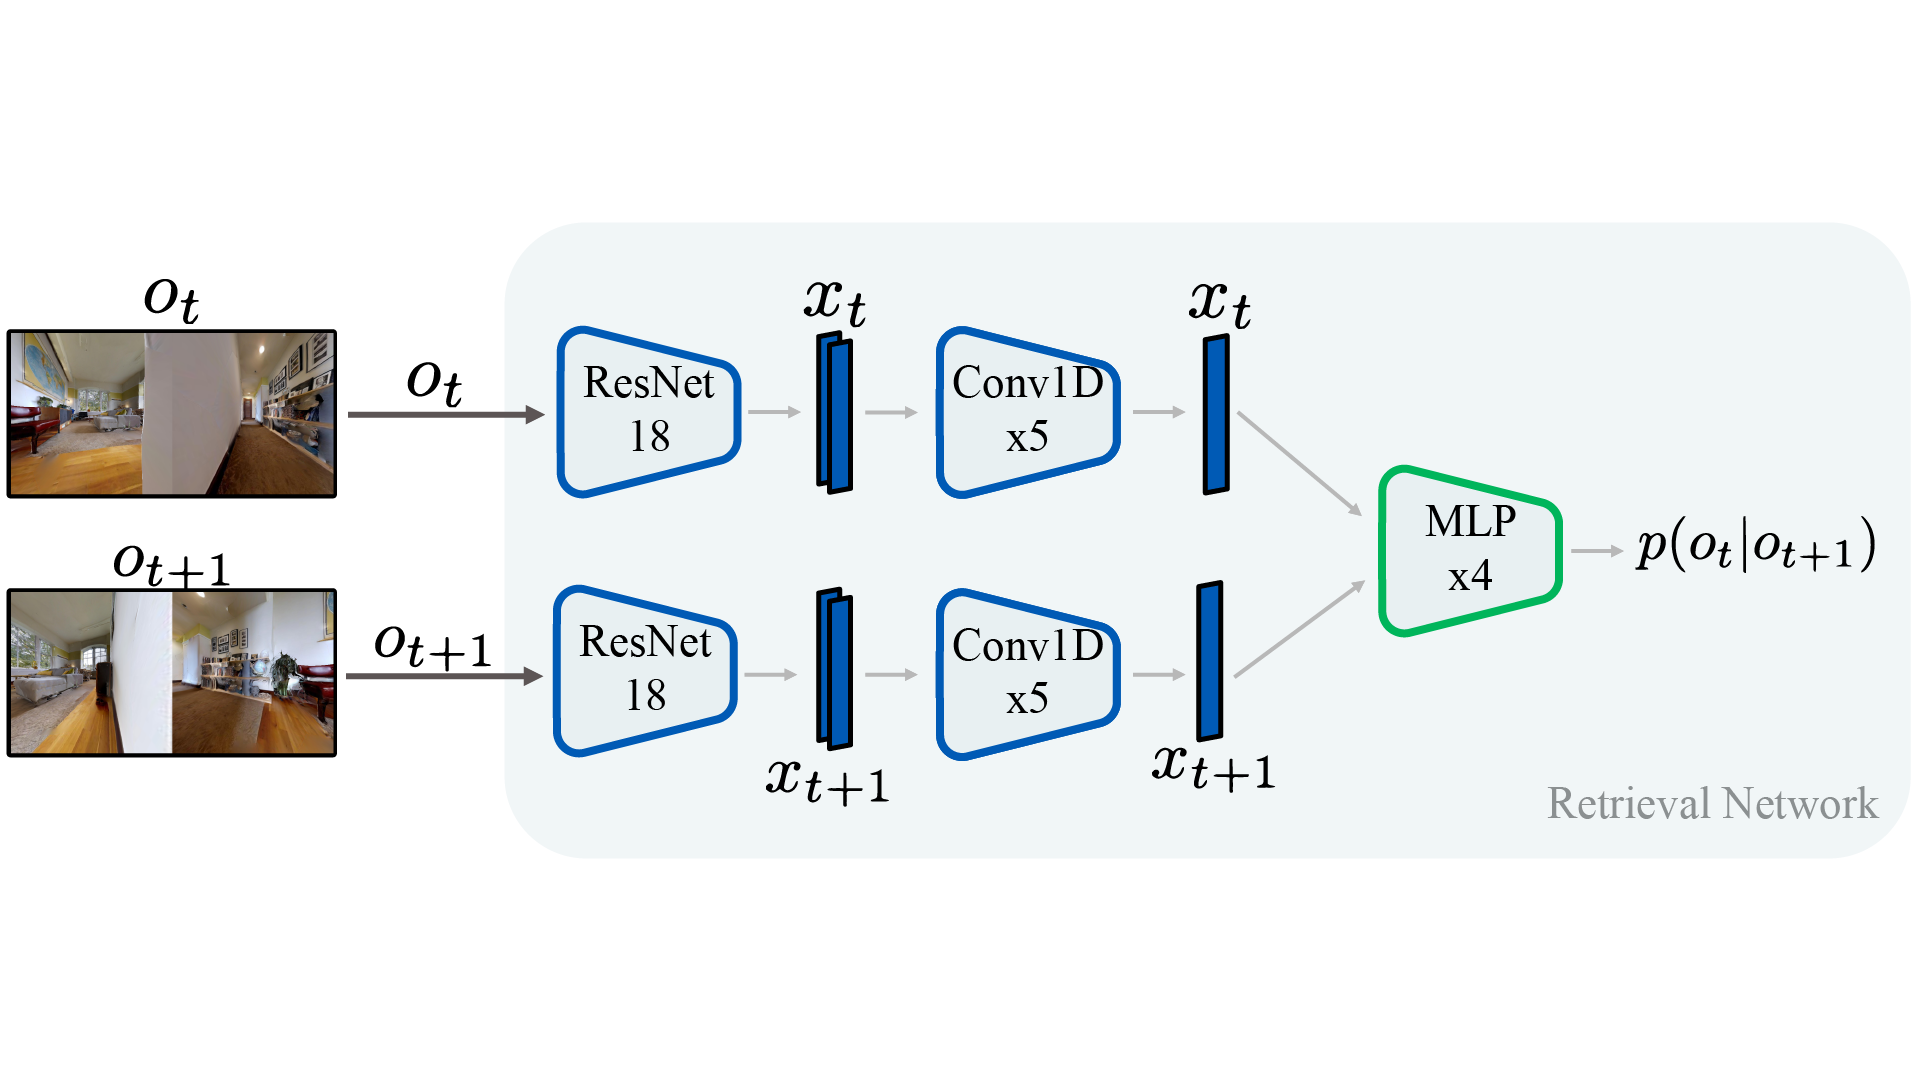 o_t
o_t
ResNet
18
x_t
Conv1D
x5
x_t
MLP
x4
p(o_t|o_{t+1})
o_{t+1}
o_{t+1}
ResNet
18
x_{t+1}
Conv1D
x5
x_{t+1}
Retrieval Network